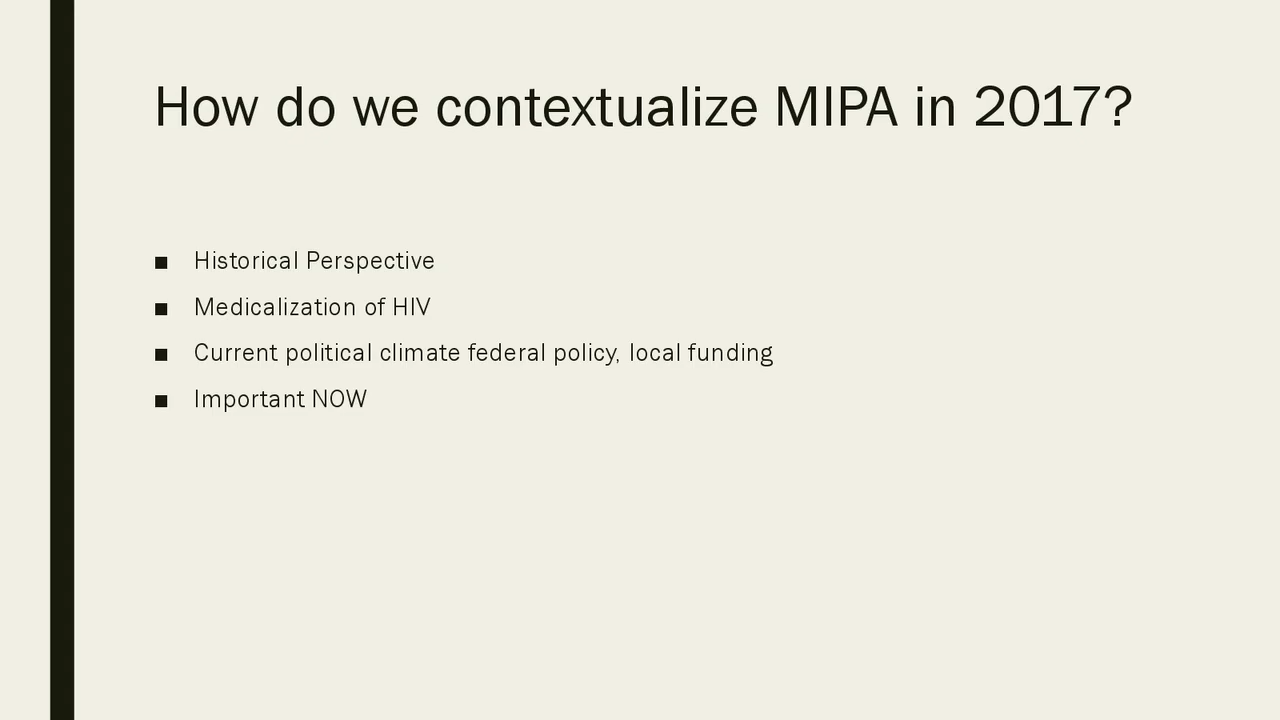 How do we contextualize MIPA in 2017?
■ Historical Perspective
■ Medicalization of HIV
■ Current political climate federal policy, local funding
■ Important NOW